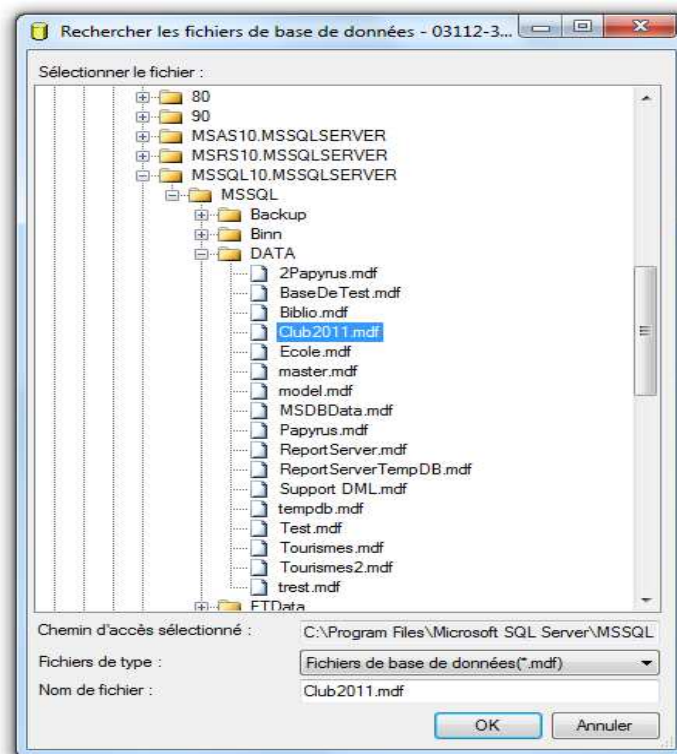 Rechercher les fichiers de base de données - 03112-3...
Sélectionner le fichier :
80
90
MSAS10.MSSQLSERVER
MSRS10.MSSQLSERVER
MSSQL10.MSSQLSERVER
MSSQL
Backup
Binn
DATA
2Papyrus.mdf
BaseDeTest.mdf
Biblio.mdf
Club2011.mdf
Ecole.mdf
master.mdf
model.mdf
MSDBData.mdf
Papyrus.mdf
ReportServer.mdf
ReportServerTempDB.mdf
Support DML.mdf
tempdb.mdf
Test.mdf
Tourismes.mdf
Tourismes2.mdf
trest.mdf
FTData
Chemin d'accès sélectionné : C:\Program Files\Microsoft SQL Server\MSSQL
Fichiers de type : Fichiers de base de données(*.mdf)
Nom de fichier : Club2011.mdf
OK Annuler